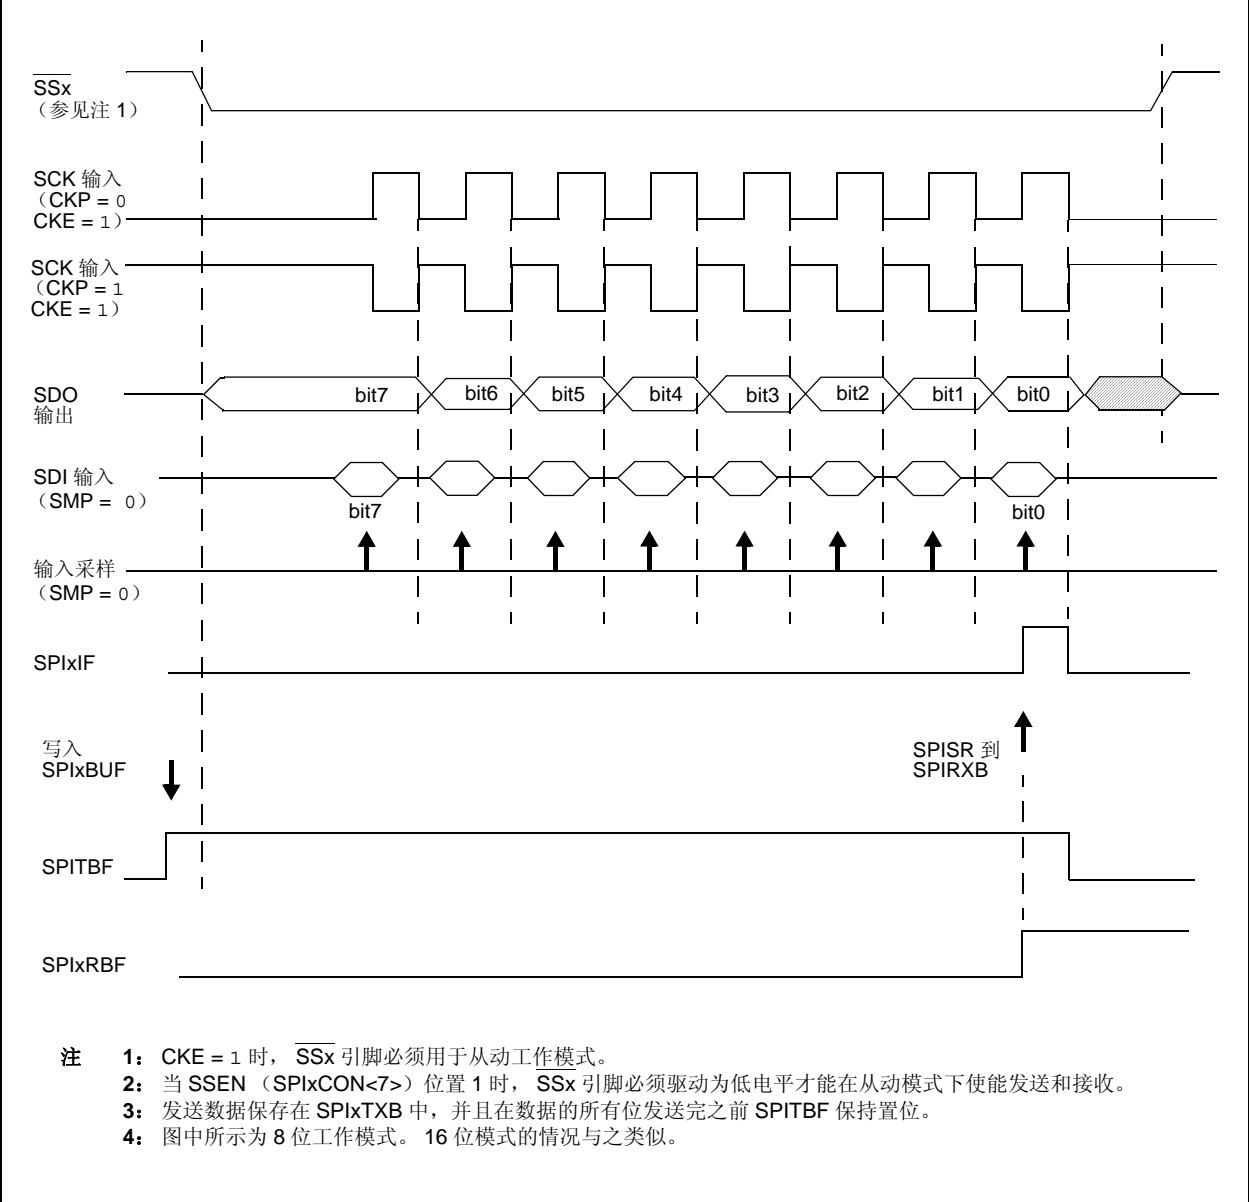 SSx
（参见注 1）
SCK 输入
（CKP = 0
CKE = 1）
SCK 输入
（CKP = 1
CKE = 1）
SDO
输出
bit7 bit6 bit5 bit4 bit3 bit2 bit1 bit0
SDI 输入
（SMP = 0）
bit7 bit0
输入采样
（SMP = 0）
SPIxIF
写入
SPIxBUF
SPISR 到
SPIRXB
SPITBF
SPIxRBF
注 1： CKE = 1 时， SSx 引脚必须用于从动工作模式。
2： 当 SSEN （SPIxCON<7>）位置 1 时， SSx 引脚必须驱动为低电平才能在从动模式下使能发送和接收。
3： 发送数据保存在 SPIxTXB 中，并且在数据的所有位发送完之前 SPITBF 保持置位。
4： 图中所示为 8 位工作模式。 16 位模式的情况与之类似。